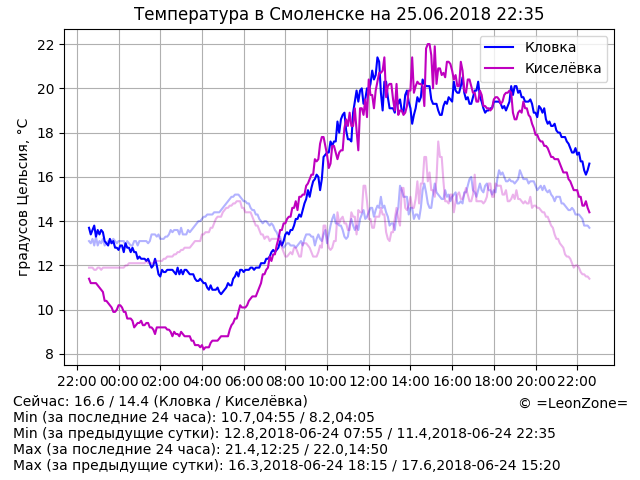 Температура в Смоленске на 25.06.2018 22:35
Кловка
Киселёвка
градусов Цельсия, °C
22
20
18
16
14
12
10
8
22:00 00:00 02:00 04:00 06:00 08:00 10:00 12:00 14:00 16:00 18:00 20:00 22:00
Сейчас: 16.6 / 14.4 (Кловка / Киселёвка)
© =LeonZone=
Min (за последние 24 часа): 10.7,04:55 / 8.2,04:05
Min (за предыдущие сутки): 12.8,2018-06-24 07:55 / 11.4,2018-06-24 22:35
Max (за последние 24 часа): 21.4,12:25 / 22.0,14:50
Max (за предыдущие сутки): 16.3,2018-06-24 18:15 / 17.6,2018-06-24 15:20